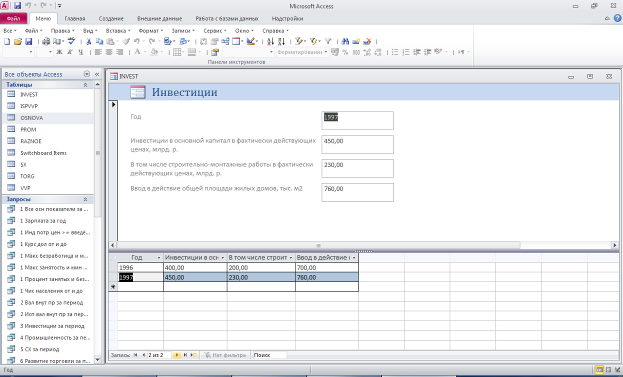 Microsoft Access
Файл Меню Главная Создание Внешние данные Работа с базами данных Надстройки
Все Файл Правка Вид Вставка Формат Записи Сервис Окно Справка
Форматирование
Ж К Ч
Панели инструментов
Все объекты Access
Таблицы
INVEST
ISPVVP
OSNOVA
PROM
RAZNOE
Switchboard Items
SX
TORG
VVP
Запросы
1 Все осн показатели за ...
1 Зарплата за год
1 Инд потр цен >= введе...
1 Курс дол от и до
1 Макс безработица и м...
1 Макс занятость и мин ...
1 Процент занятых и без...
1 Чис населения от и до
2 Вал внут пр за период
2 Исп вал внут пр за пер...
3 Инвестиции за период
4 Промышленность за пе...
5 СХ за период
6 Развитие торговли за п...
INVEST
Инвестиции
Год 1997
Инвестиции в основной капитал в фактически действующих
ценах, млрд. р. 450,00
В том числе строительно-монтажные работы в фактически
действующих ценах, млрд. р. 230,00
Ввод в действие общей площади жилых домов, тыс. м2 760,00
Год Инвестиции в осн В том числе строит Ввод в действие
1996 400,00 200,00 700,00
1997 450,00 230,00 760,00
Запись: 2 из 2 Нет фильтра Поиск
Год